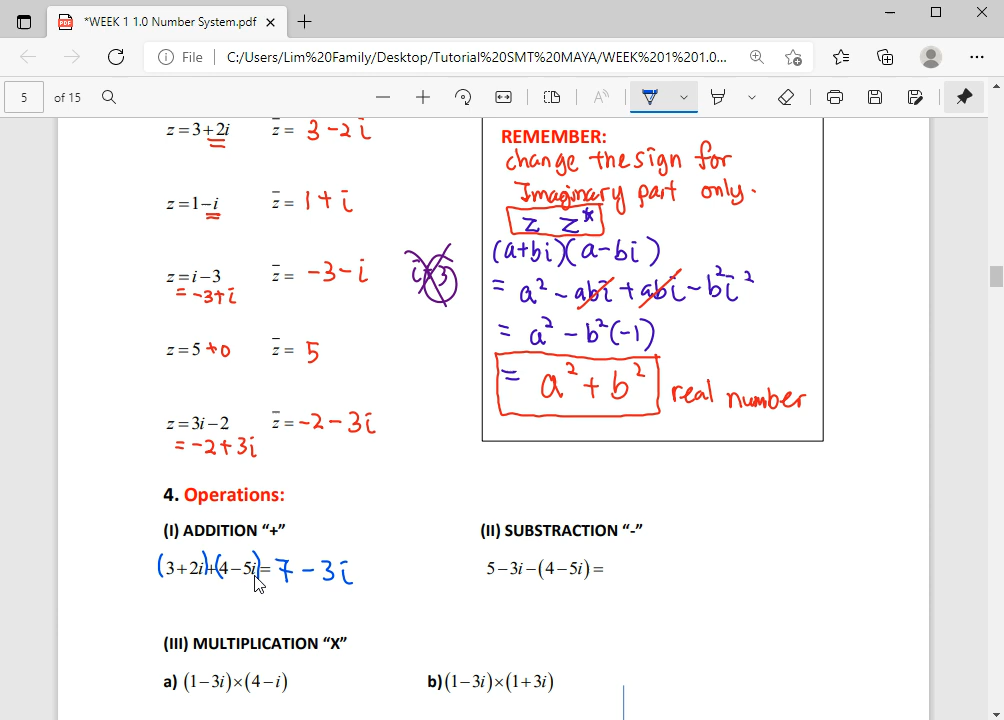 *WEEK 1 1.0 Number System.pdf
File C:/Users/Lim%20Family/Desktop/Tutorial%20SMT%20MAYA/WEEK%201%201.0...
5 of 15
z = 3+2i z̅ = 3 - 2i
z = 1-i z̅ = 1 + i
z = i-3 z̅ = -3 - i
= -3+i
z = 5 +0 z̅ = 5
z = 3i-2 z̅ = -2 - 3i
= -2+3i
REMEMBER:
change the sign for
Imaginary part only.
z z*
(a+bi)(a-bi)
= a² - abi + abi - b²i²
= a² - b²(-1)
= a² + b² real number
4. Operations:
(I) ADDITION “+”
(3+2i)+(4-5i)= 7 - 3i
(II) SUBSTRACTION “-”
5-3i-(4-5i)=
(III) MULTIPLICATION “X”
a) (1-3i)×(4-i)
b) (1-3i)×(1+3i)